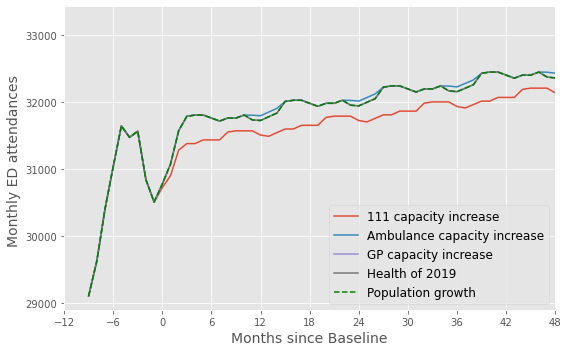 Monthly ED attendances
33000
32000
31000
30000
29000
111 capacity increase
Ambulance capacity increase
GP capacity increase
Health of 2019
Population growth
−12 −6 0 6 12 18 24 30 36 42 48
Months since Baseline